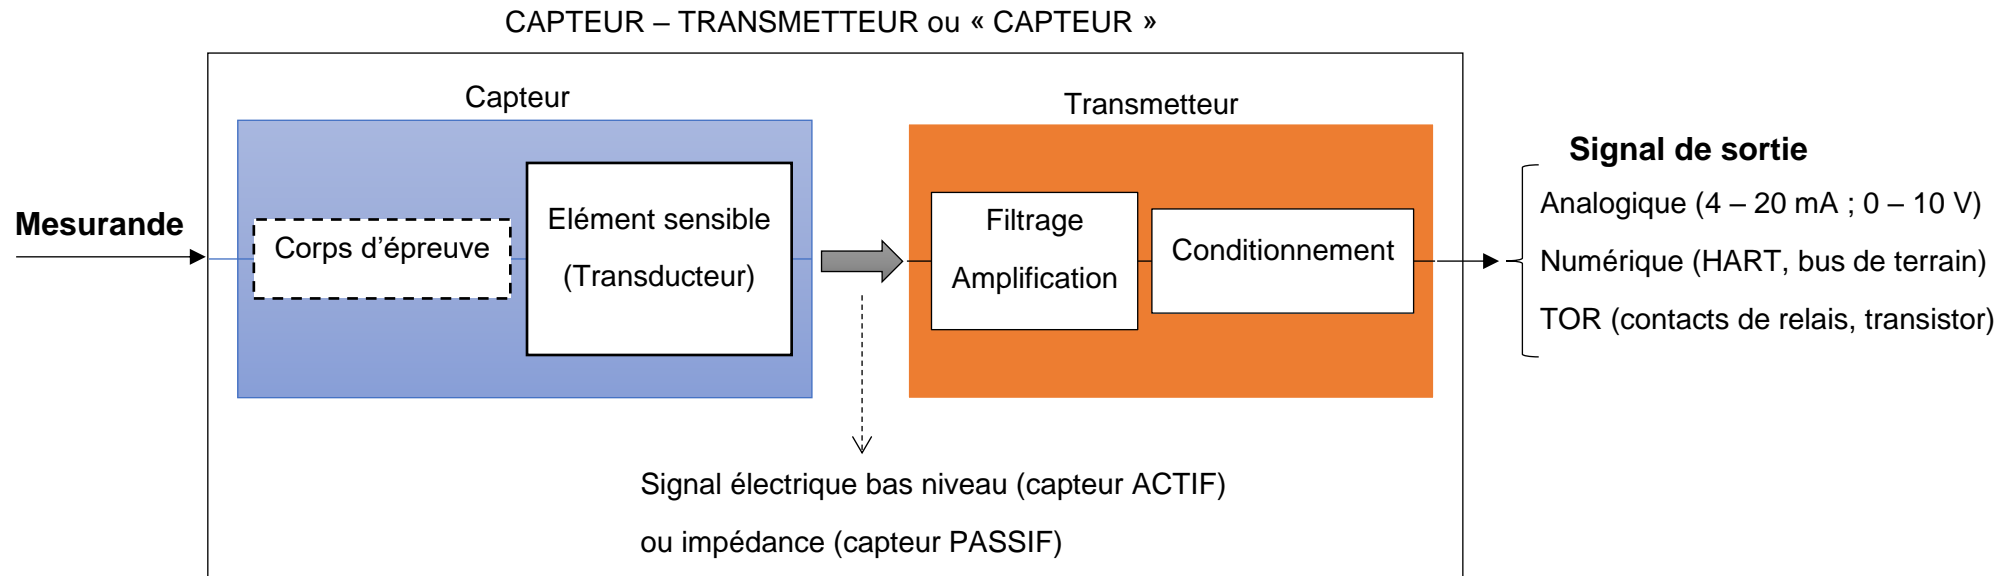 CAPTEUR – TRANSMETTEUR ou « CAPTEUR »
Capteur
Transmetteur
Mesurande
Corps d'épreuve
Elément sensible
(Transducteur)
Filtrage
Amplification
Conditionnement
Signal de sortie
Analogique (4 – 20 mA ; 0 – 10 V)
Numérique (HART, bus de terrain)
TOR (contacts de relais, transistor)
Signal électrique bas niveau (capteur ACTIF)
ou impédance (capteur PASSIF)